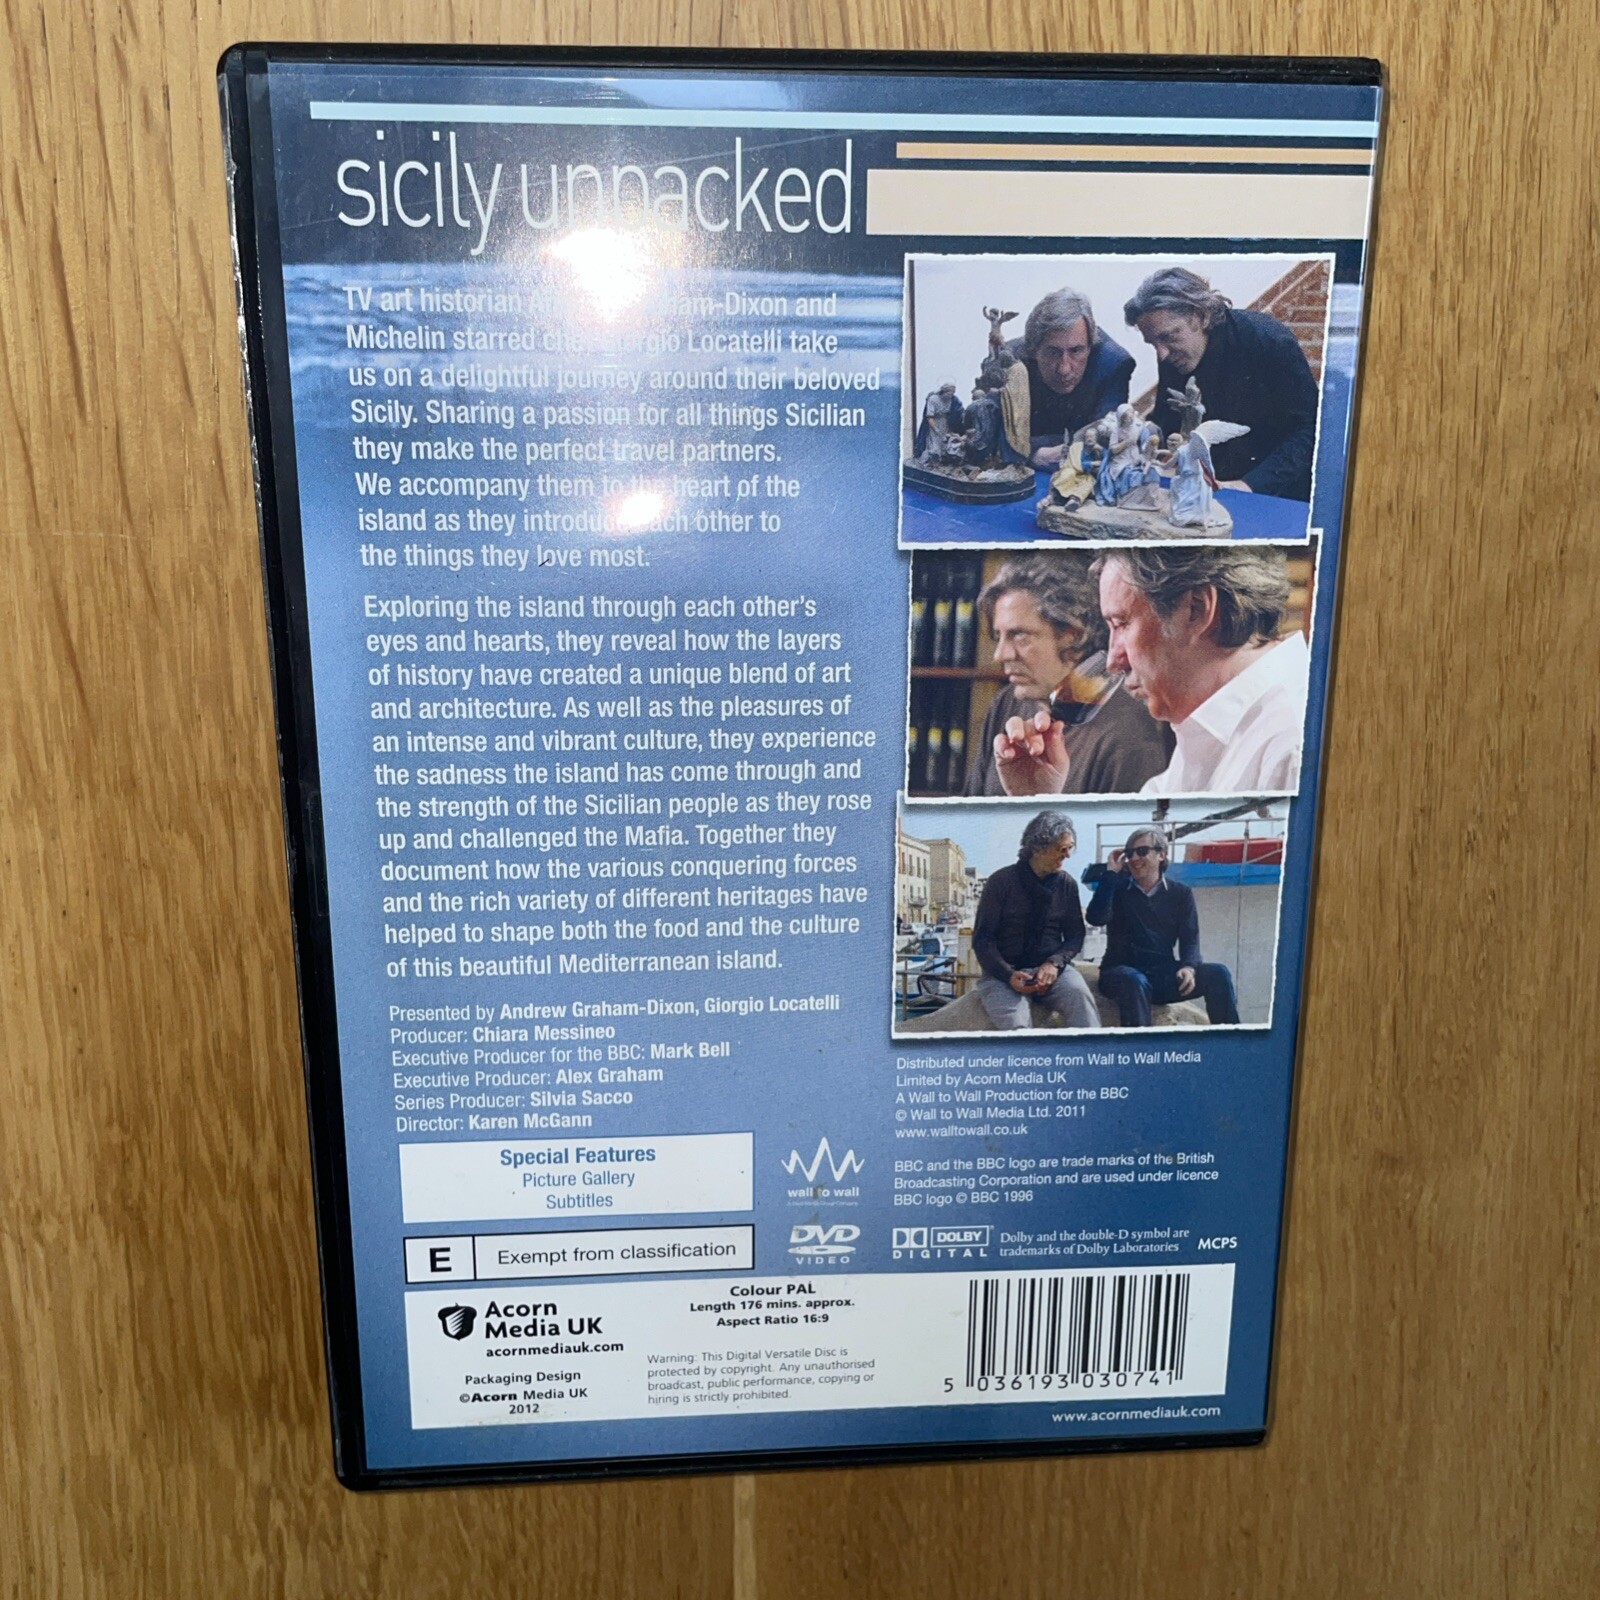 sicily unpacked
TV art historian Graham-Dixon and
Michelin starred chef Giorgio Locatelli take
us on a delightful journey around their beloved
Sicily. Sharing a passion for all things Sicilian
they make the perfect travel partners.
We accompany them to the heart of the
island as they introduce each other to
the things they love most.
Exploring the island through each other's
eyes and hearts, they reveal how the layers
of history have created a unique blend of art
and architecture. As well as the pleasures of
an intense and vibrant culture, they experience
the sadness the island has come through and
the strength of the Sicilian people as they rose
up and challenged the Mafia. Together they
document how the various conquering forces
and the rich variety of different heritages have
helped to shape both the food and the culture
of this beautiful Mediterranean island.
Presented by Andrew Graham-Dixon, Giorgio Locatelli
Producer: Chiara Messineo
Executive Producer for the BBC: Mark Bell
Executive Producer: Alex Graham
Series Producer: Silvia Sacco
Director: Karen McGann
Distributed under licence from Wall to Wall Media
Limited by Acorn Media UK
A Wall to Wall Production for the BBC
© Wall to Wall Media Ltd. 2011
www.walltowall.co.uk
BBC and the BBC logo are trade marks of the British
Broadcasting Corporation and are used under licence
BBC logo © BBC 1996
Special Features
Picture Gallery
Subtitles
wall to wall
E Exempt from classification
DVD
VIDEO
DOLBY
DIGITAL
Dolby and the double-D symbol are
trademarks of Dolby Laboratories
MCPS
Acorn
Media UK
acornmediauk.com
Packaging Design
©Acorn Media UK
2012
Colour PAL
Length 176 mins. approx.
Aspect Ratio 16:9
Warning: This Digital Versatile Disc is
protected by copyright. Any unauthorised
broadcast, public performance, copying or
hiring is strictly prohibited.
5 036193 030741
www.acornmediauk.com